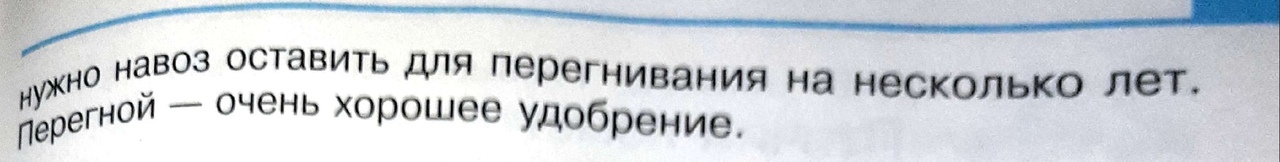 нужно навоз оставить для перегнивания на несколько лет.
Перегной — очень хорошее удобрение.